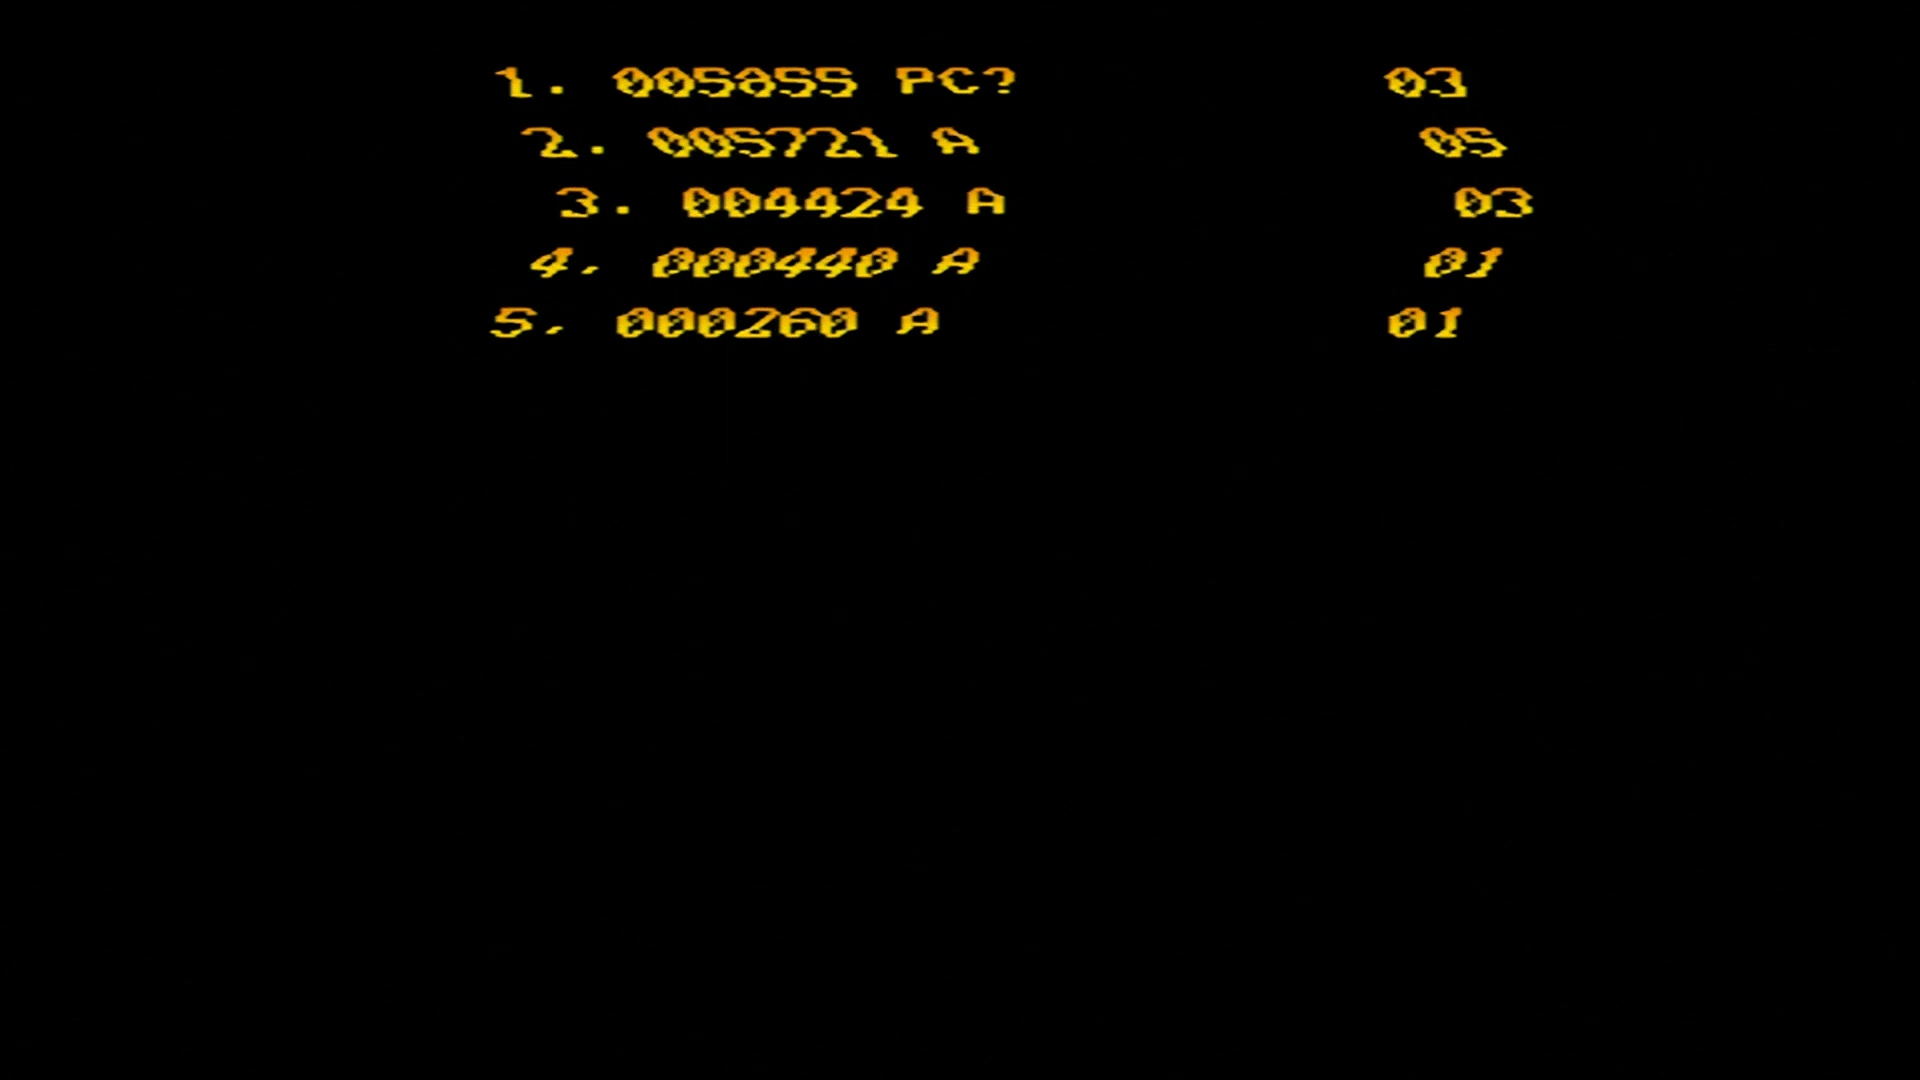 1. 005855 PC? 03
2. 005721 A 05
3. 004424 A 03
4. 000440 A 01
5. 000260 A 01